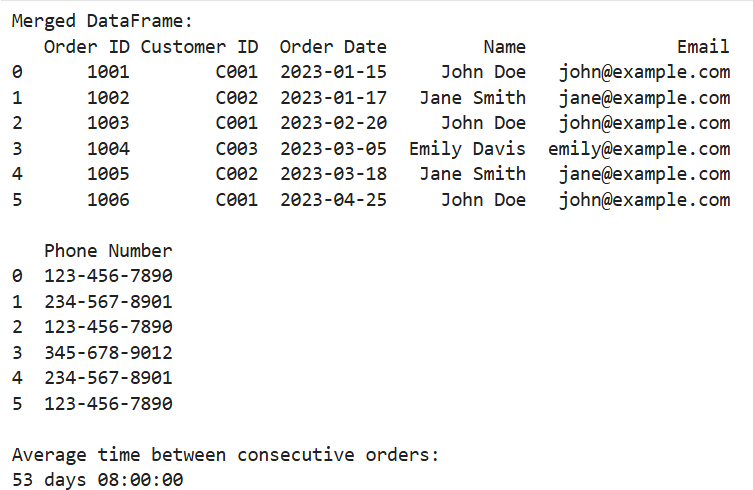 Merged DataFrame:
Order ID Customer ID Order Date Name Email
0 1001 C001 2023-01-15 John Doe john@example.com
1 1002 C002 2023-01-17 Jane Smith jane@example.com
2 1003 C001 2023-02-20 John Doe john@example.com
3 1004 C003 2023-03-05 Emily Davis emily@example.com
4 1005 C002 2023-03-18 Jane Smith jane@example.com
5 1006 C001 2023-04-25 John Doe john@example.com
Phone Number
0 123-456-7890
1 234-567-8901
2 123-456-7890
3 345-678-9012
4 234-567-8901
5 123-456-7890
Average time between consecutive orders:
53 days 08:00:00